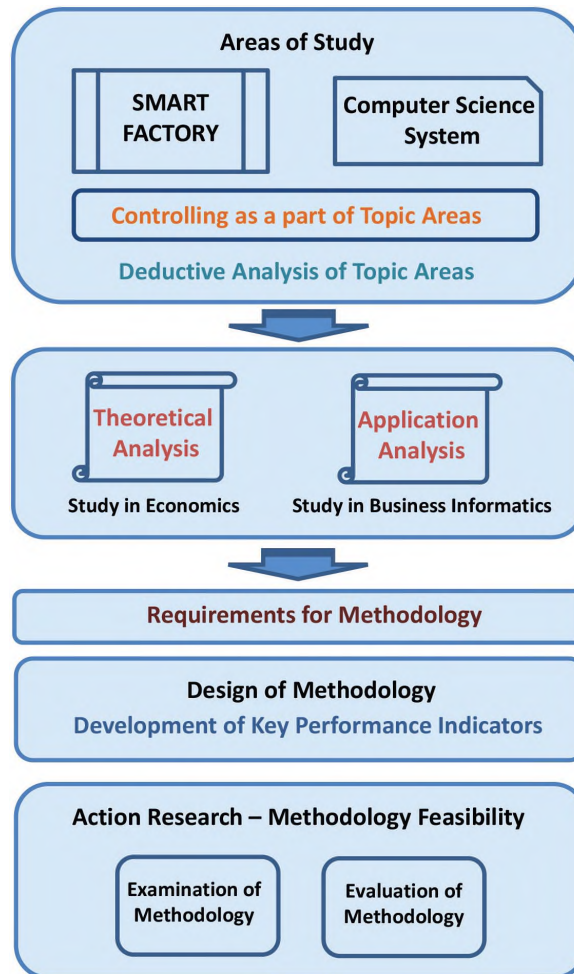 Areas of Study
SMART
FACTORY
Computer Science
System
Controlling as a part of Topic Areas
Deductive Analysis of Topic Areas
Theoretical
Analysis
Application
Analysis
Study in Economics
Study in Business Informatics
Requirements for Methodology
Design of Methodology
Development of Key Performance Indicators
Action Research – Methodology Feasibility
Examination of
Methodology
Evaluation of
Methodology